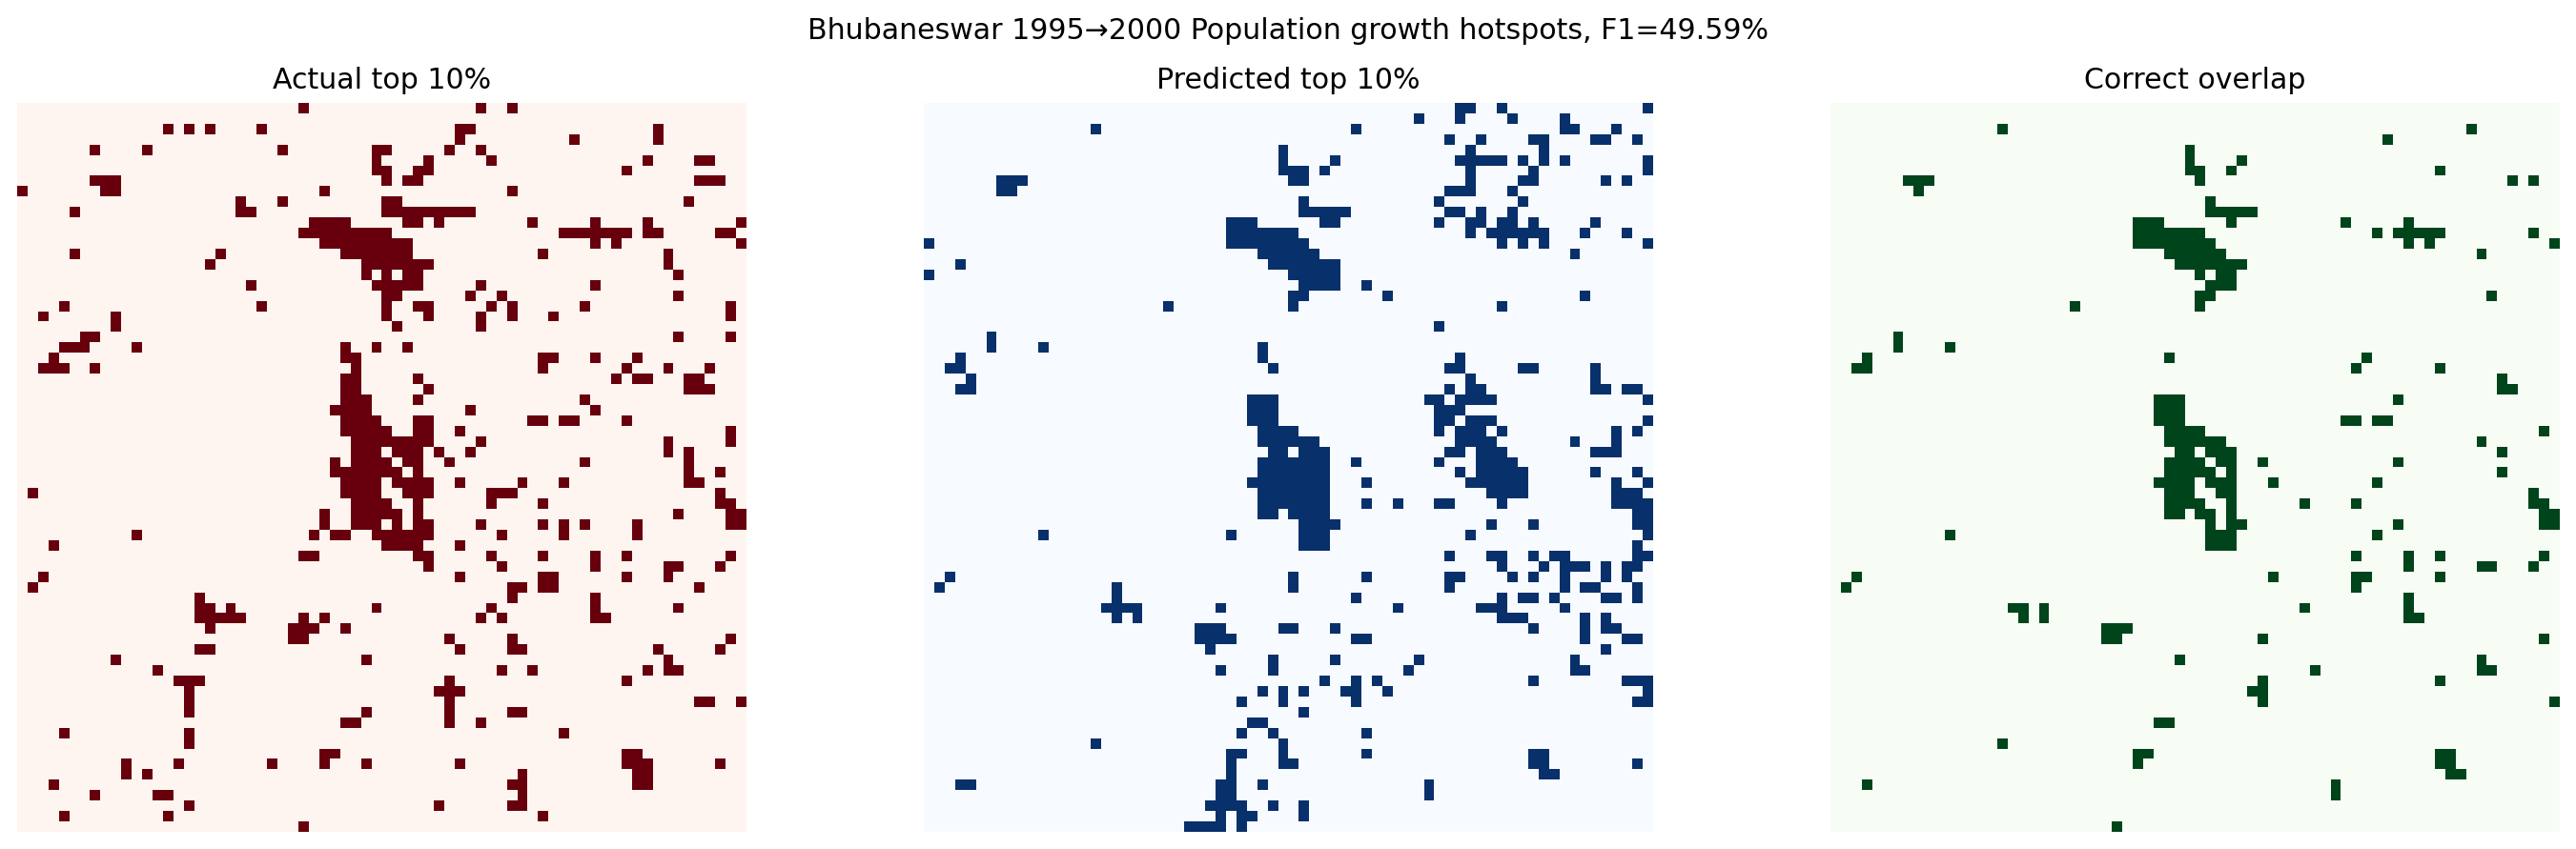 Bhubaneswar 1995→2000 Population growth hotspots, F1=49.59%
Actual top 10%
Predicted top 10%
Correct overlap